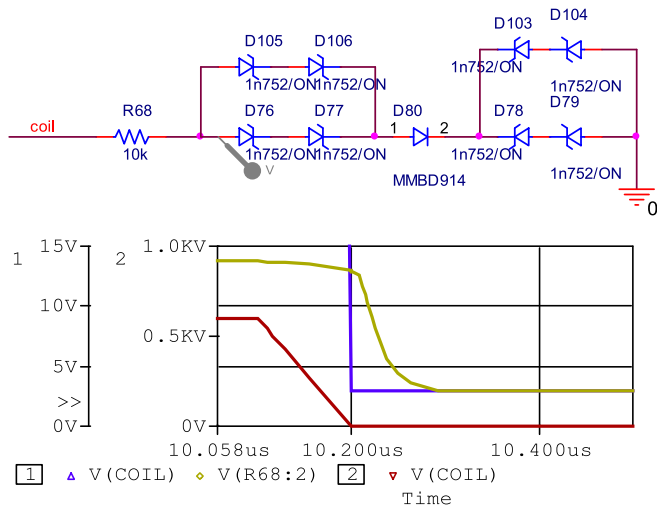 D103 D104
D105 D106
1n752/ON 1n752/ON
1n752/ON 1n752/ON
coil R68 D76 D77 D80 D78 D79
1 2
10k
1n752/ON 1n752/ON
1n752/ON
1n752/ON
V
MMBD914
0
1 15V 2 1.0KV
10V
0.5KV
5V
>>
0V 0V
10.058us 10.200us 10.400us
1 V(COIL) V(R68:2) 2 V(COIL)
Time